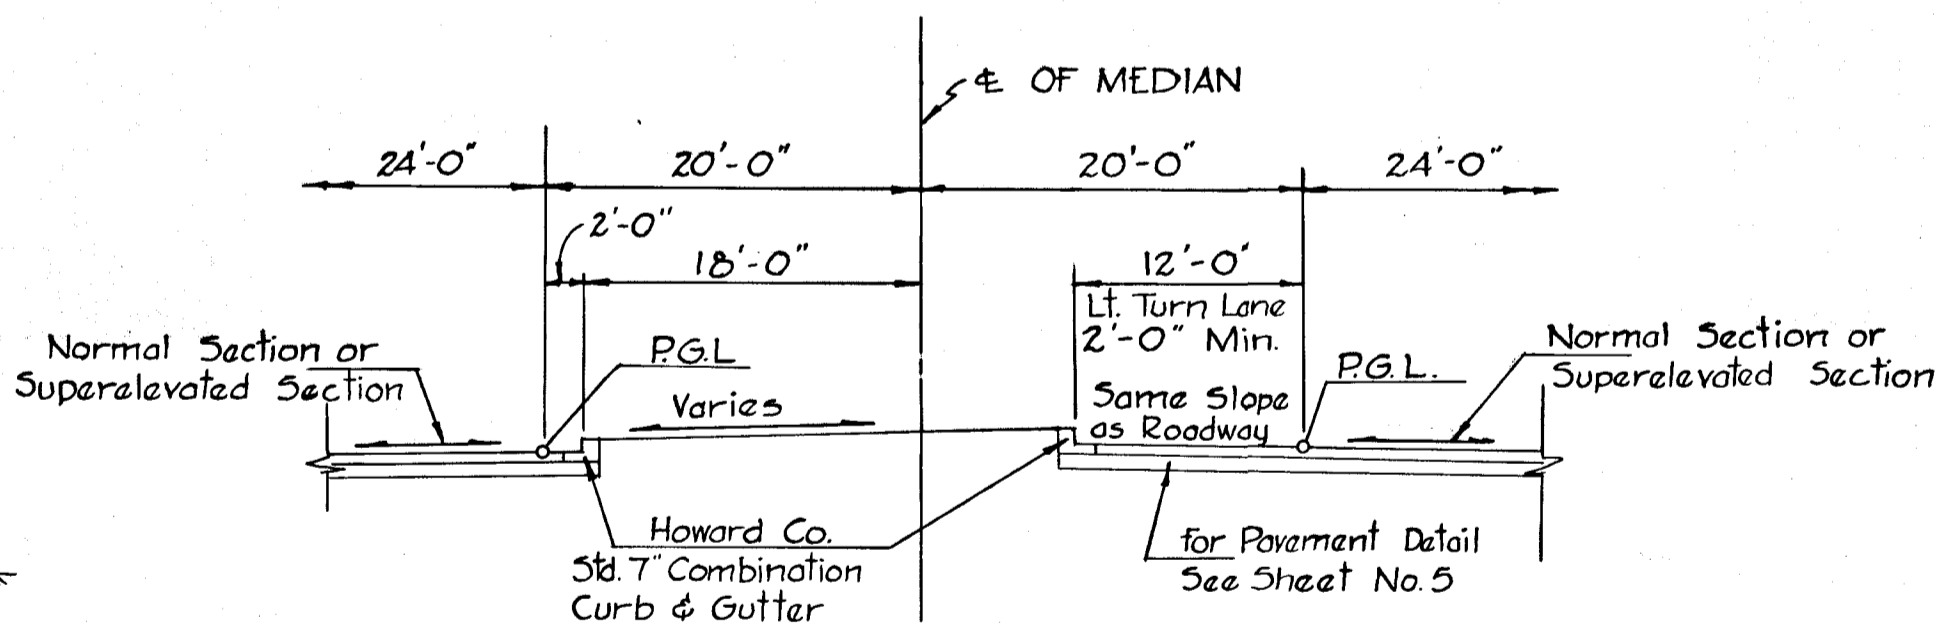 ℄ OF MEDIAN
24'-0"
20'-0"
20'-0"
24'-0"
2'-0"
18'-0"
12'-0"
Lt. Turn Lane
2'-0" Min.
Normal Section or
Superelevated Section
P.G.L
Varies
Same Slope
as Roadway
P.G.L.
Normal Section or
Superelevated Section
Howard Co.
Std. 7" Combination
Curb & Gutter
for Pavement Detail
See Sheet No. 5